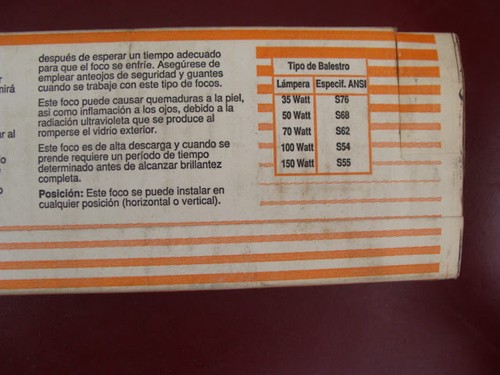 después de esperar un tiempo adecuado
para que el foco se enfríe. Asegúrese de
emplear anteojos de seguridad y guantes
cuando se trabaje con este tipo de focos.
Este foco puede causar quemaduras a la piel,
asi como inflamación a los ojos, debido a la
radiación ultravioleta que se produce al
romperse el vidrio exterior.
Este foco es de alta descarga y cuando se
prende requiere un período de tiempo
determinado antes de alcanzar brillantez
completa.
Posición: Este foco se puede instalar en
cualquier posición (horizontal o vertical).
Tipo de Balestro
Lámpera Especif. ANSI
35 Watt S76
50 Watt S68
70 Watt S62
100 Watt S54
150 Watt S55